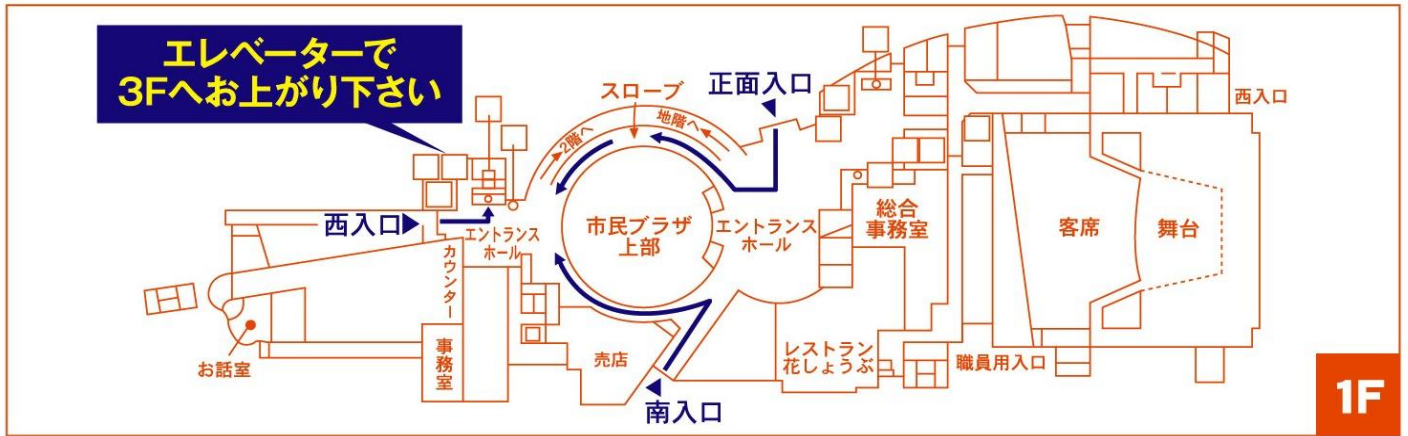 エレベーターで
3Fへお上がり下さい
スロープ
正面入口
2階へ
地階へ
西入口
西入口
エントランス
ホール
市民プラザ
上部
エントランス
ホール
総合
事務室
客席
舞台
カウンター
お話室
事務室
売店
レストラン
花しょうぶ
職員用入口
南入口
1F